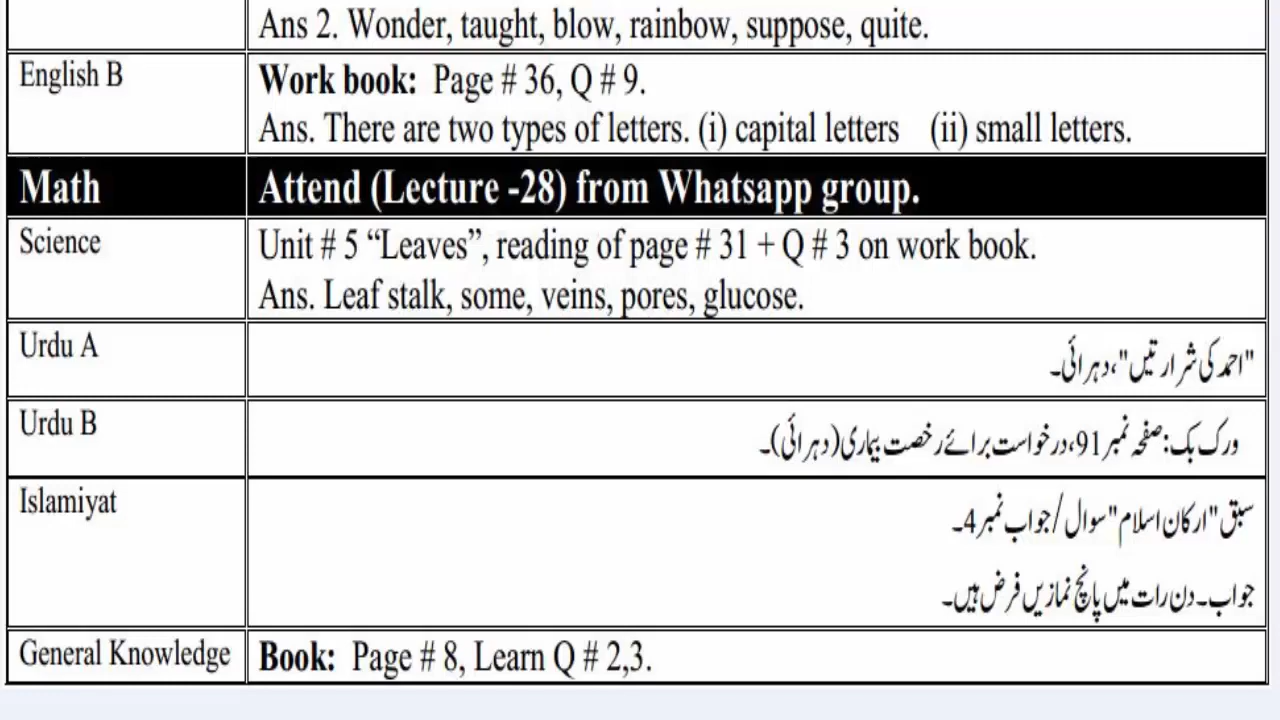 Ans 2. Wonder, taught, blow, rainbow, suppose, quite.
English B
Work book: Page # 36, Q # 9.
Ans. There are two types of letters. (i) capital letters (ii) small letters.
Math
Attend (Lecture -28) from Whatsapp group.
Science
Unit # 5 “Leaves”, reading of page # 31 + Q # 3 on work book.
Ans. Leaf stalk, some, veins, pores, glucose.
Urdu A
"احمد کی شرارتیں"،دہرائی۔
Urdu B
ورک بک:صفحہ نمبر91،درخواست برائے رخصت بیماری(دہرائی)۔
Islamiyat
سبق"ارکان اسلام"سوال/جواب نمبر4۔
جواب۔دن رات میں پانچ نمازیں فرض ہیں۔
General Knowledge
Book: Page # 8, Learn Q # 2,3.